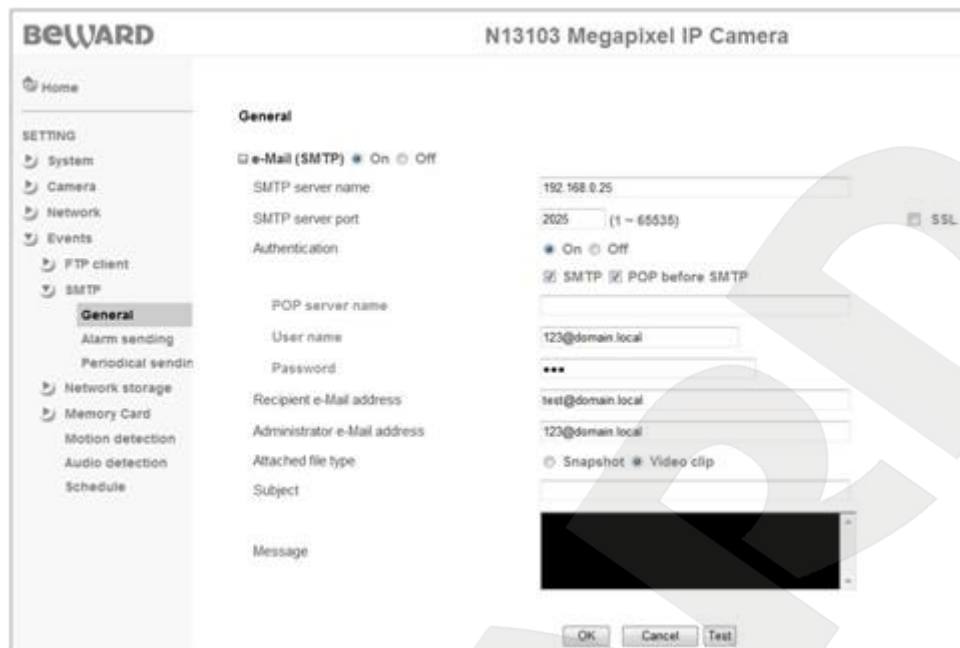 BEWARD
N13103 Megapixel IP Camera
Home
SETTING
System
Camera
Network
Events
FTP client
SMTP
General
Alarm sending
Periodical sendin
Network storage
Memory Card
Motion detection
Audio detection
Schedule
General
e-Mail (SMTP) On Off
SMTP server name 192.168.0.25
SMTP server port 2025 (1 ~ 65535) SSL
Authentication On Off
SMTP POP before SMTP
POP server name
User name 123@domain.local
Password •••
Recipient e-Mail address test@domain.local
Administrator e-Mail address 123@domain.local
Attached file type Snapshot Video clip
Subject
Message
OK Cancel Test